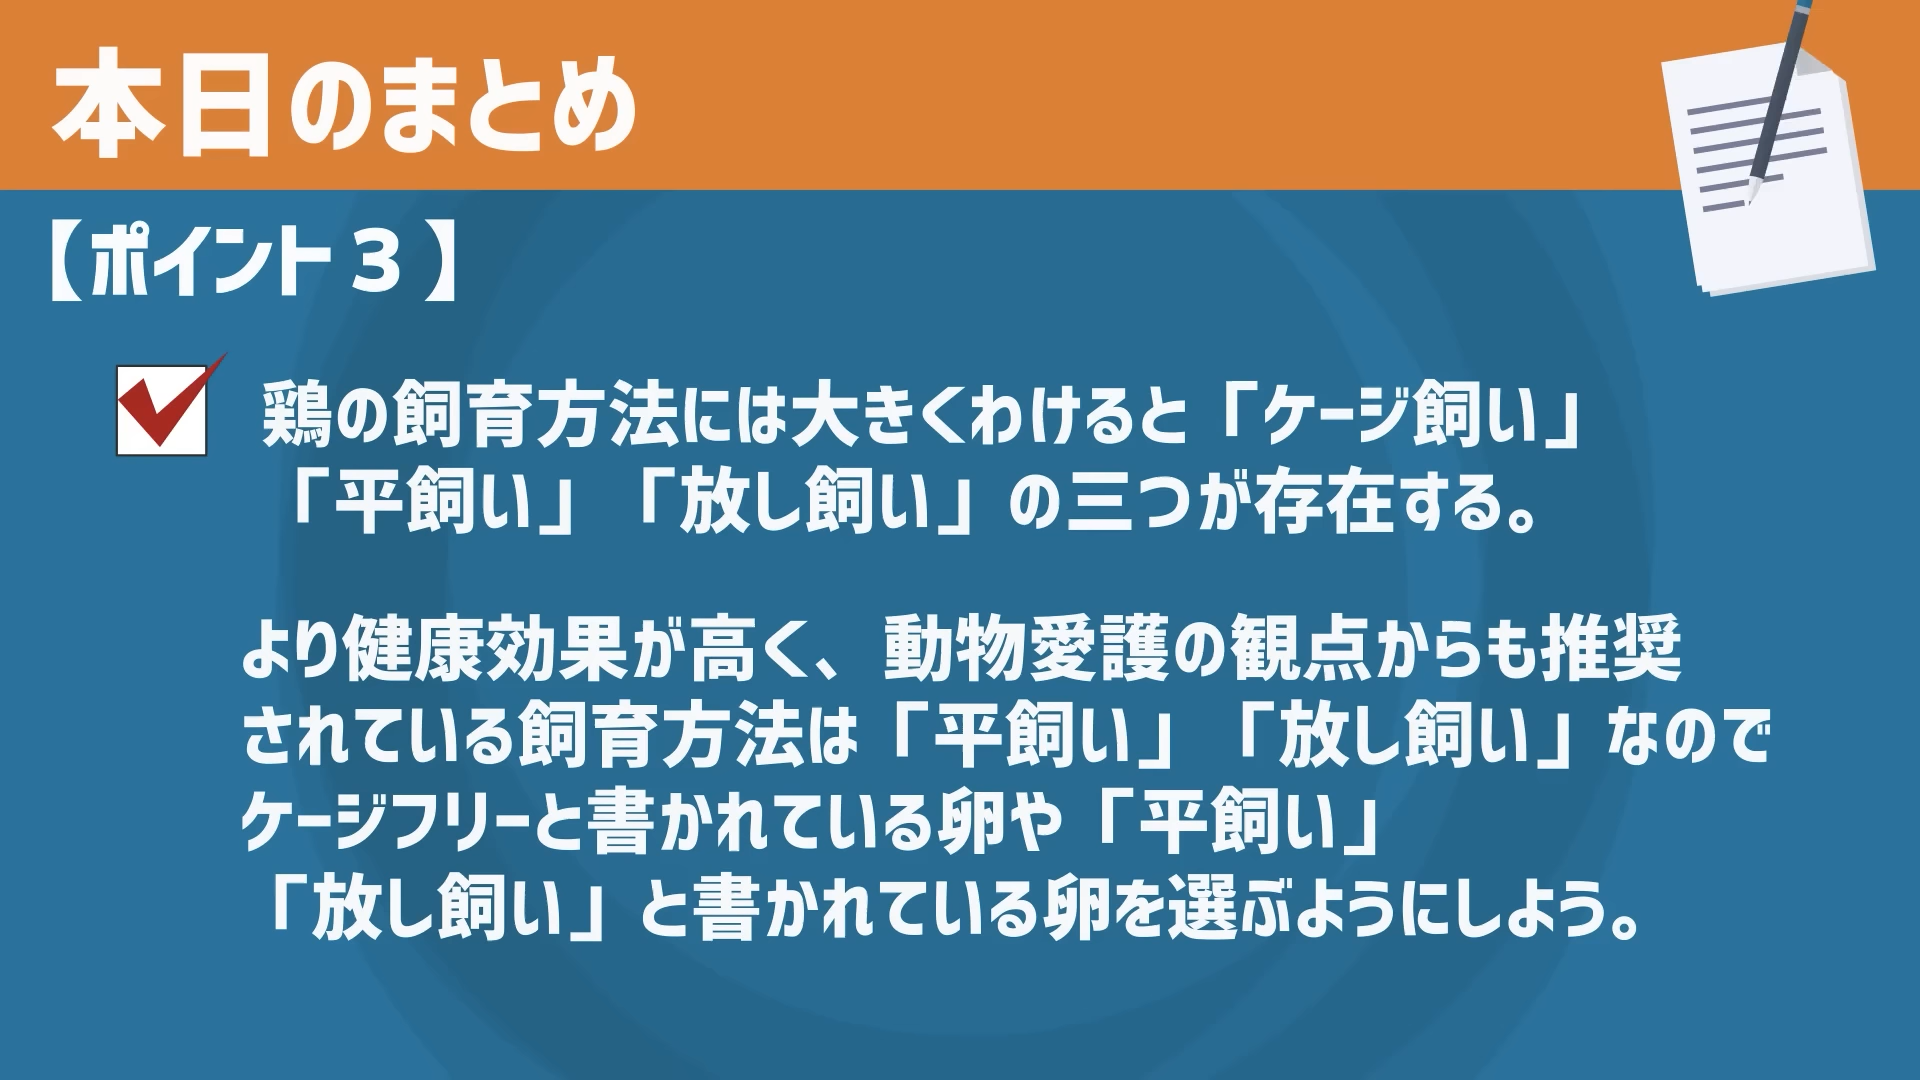 本日のまとめ
【ポイント３】
鶏の飼育方法には大きくわけると「ケージ飼い」
「平飼い」「放し飼い」の三つが存在する。
より健康効果が高く、動物愛護の観点からも推奨
されている飼育方法は「平飼い」「放し飼い」なので
ケージフリーと書かれている卵や「平飼い」
「放し飼い」と書かれている卵を選ぶようにしよう。